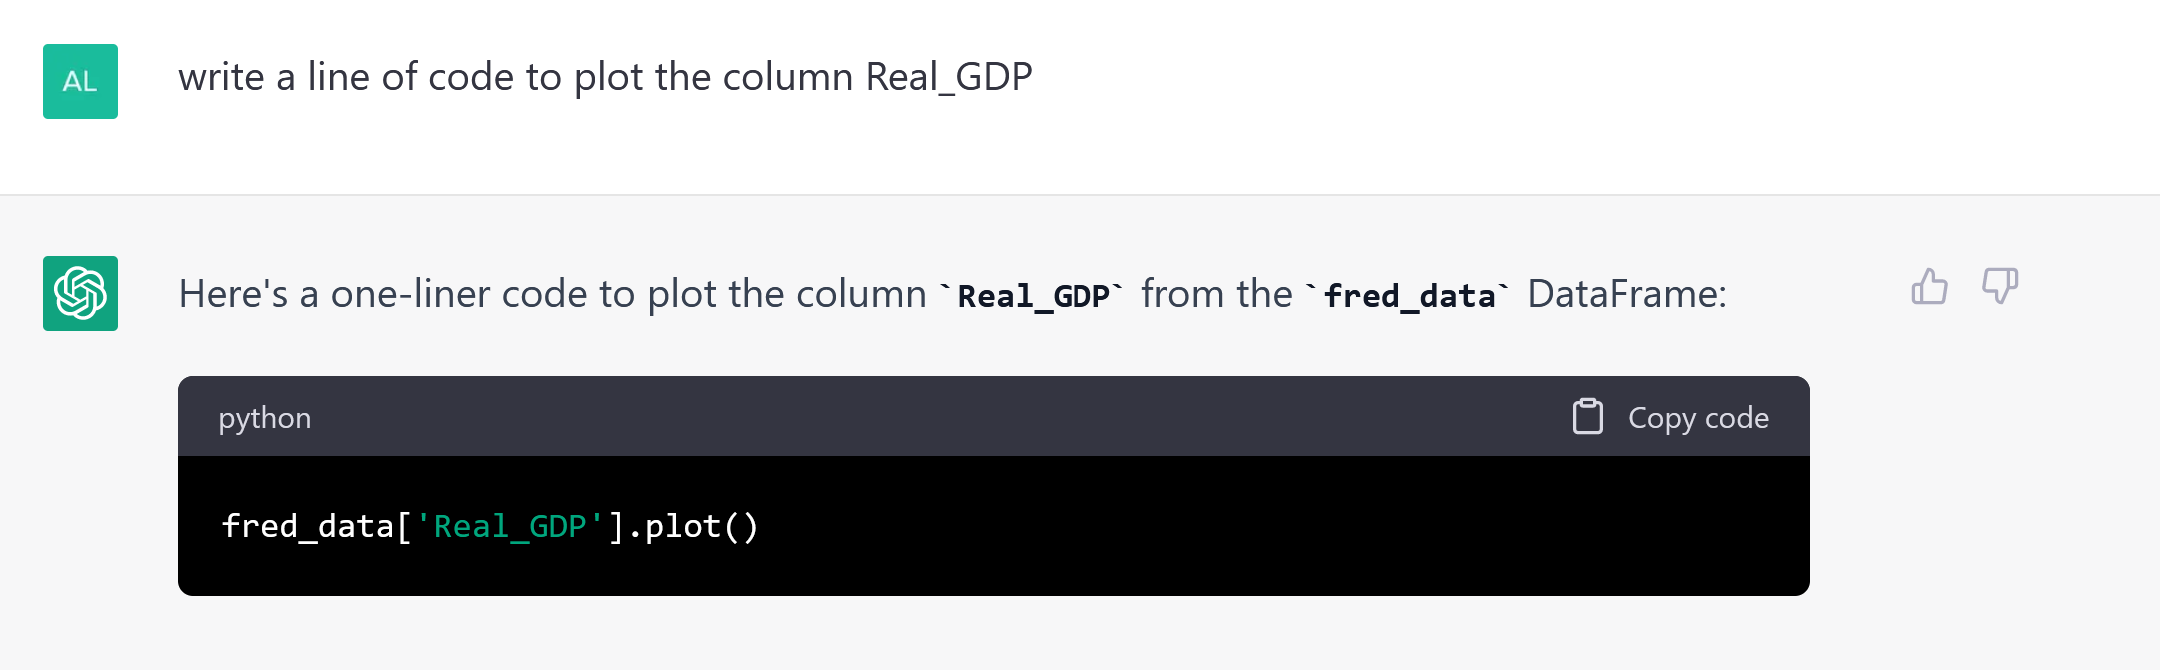 AL
write a line of code to plot the column Real_GDP
Here's a one-liner code to plot the column `Real_GDP` from the `fred_data` DataFrame:
python
Copy code
fred_data['Real_GDP'].plot()